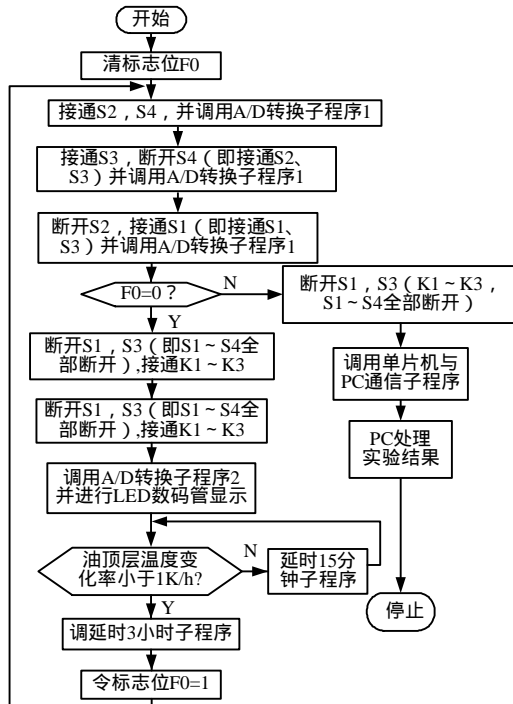 开始
清标志位F0
接通S2，S4，并调用A/D转换子程序1
接通S3，断开S4（即接通S2、
S3）并调用A/D转换子程序1
断开S2，接通S1（即接通S1、
S3）并调用A/D转换子程序1
F0=0？
N
Y
断开S1，S3（K1~K3，
S1~S4全部断开）
断开S1，S3（即S1~S4全
部断开）,接通K1~K3
调用单片机与
PC通信子程序
断开S1，S3（即S1~S4全
部断开）,接通K1~K3
PC处理
实验结果
调用A/D转换子程序2
并进行LED数码管显示
油顶层温度变
化率小于1K/h?
N
延时15分
钟子程序
停止
Y
调延时3小时子程序
令标志位F0=1